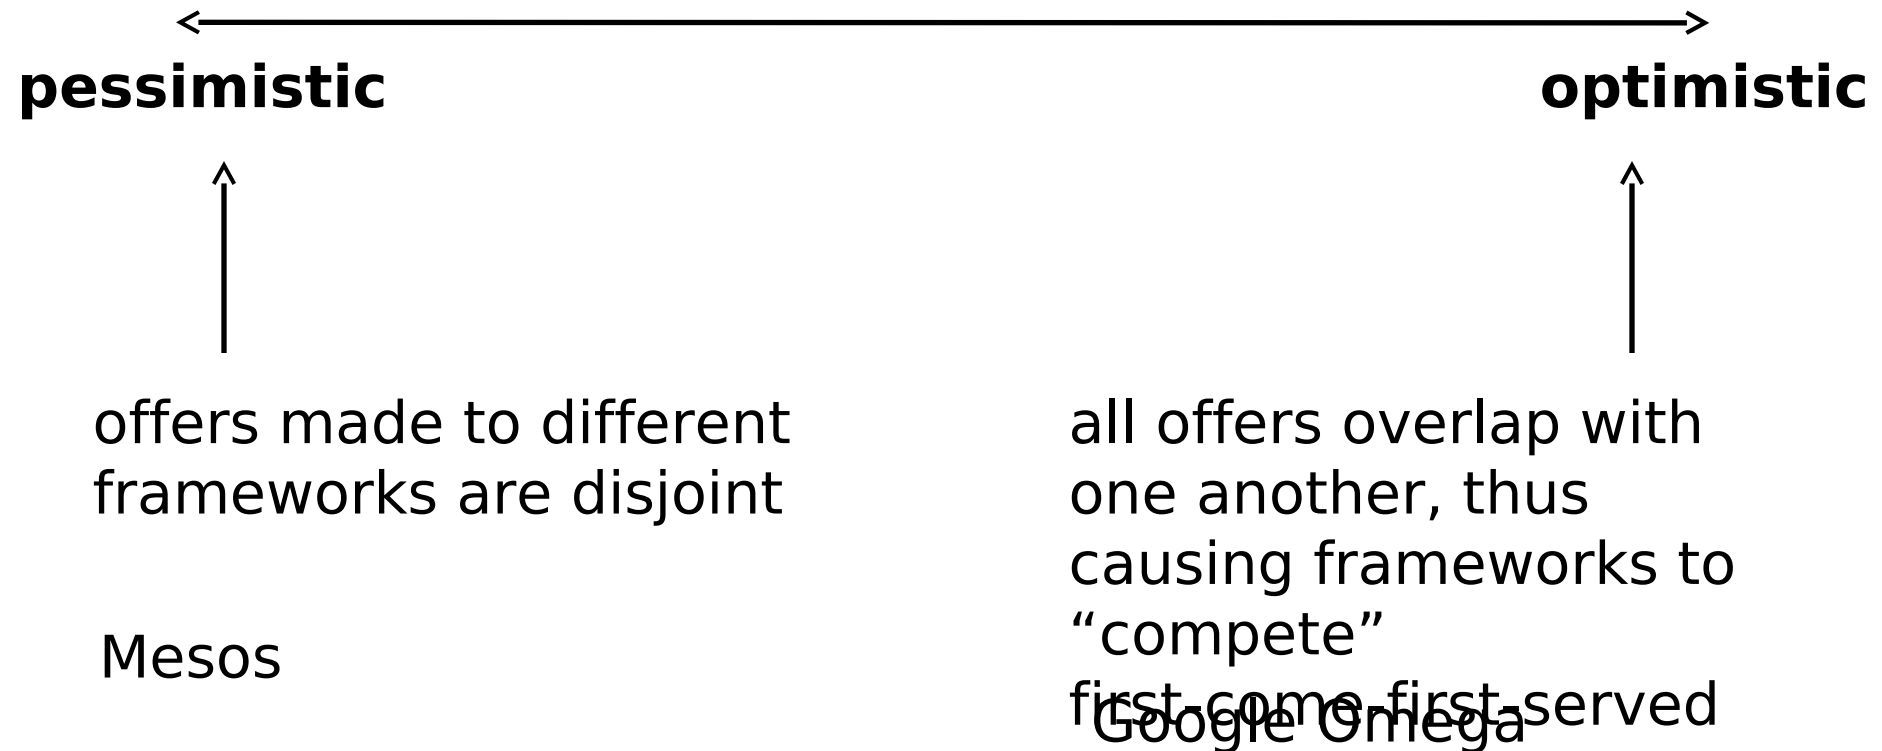 pessimistic
optimistic
offers made to different
frameworks are disjoint
Mesos
all offers overlap with
one another, thus
causing frameworks to
“compete”
first-come-first-served
Google Omega